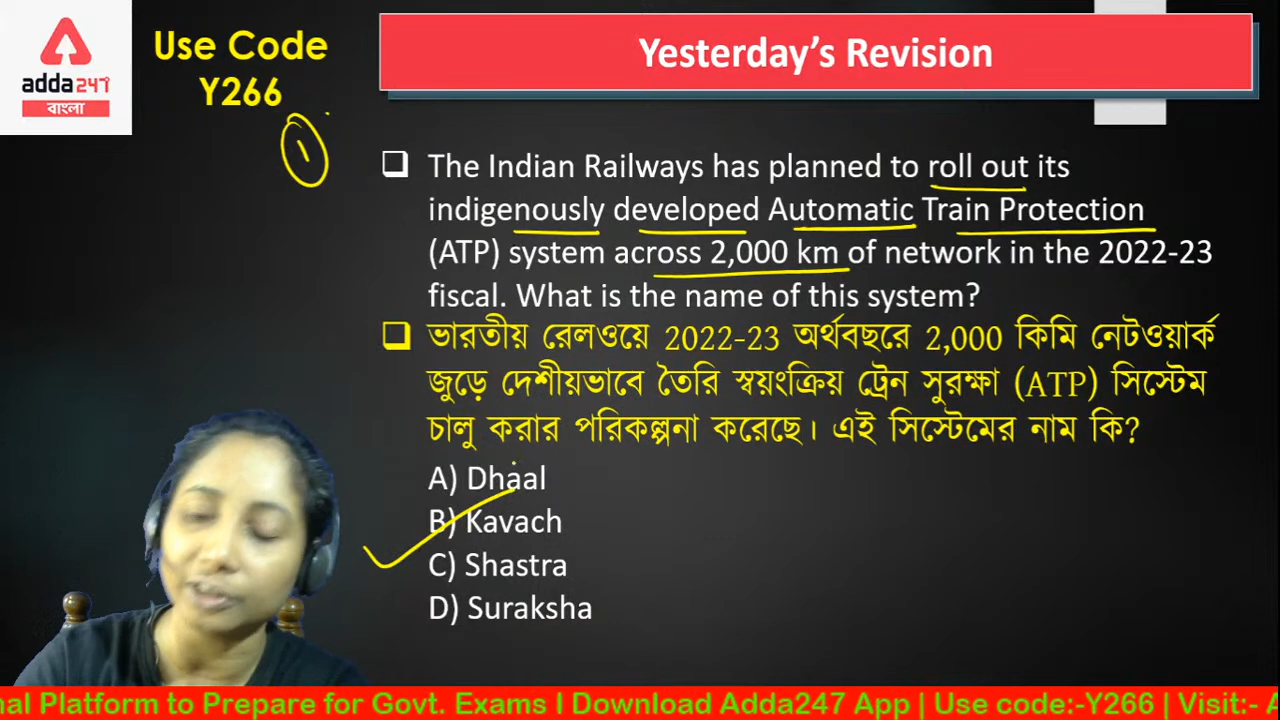 adda247
বাংলা
Use Code
Y266
Yesterday's Revision
The Indian Railways has planned to roll out its
indigenously developed Automatic Train Protection
(ATP) system across 2,000 km of network in the 2022-23
fiscal. What is the name of this system?
ভারতীয় রেলওয়ে 2022-23 অর্থবছরে 2,000 কিমি নেটওয়ার্ক
জুড়ে দেশীয়ভাবে তৈরি স্বয়ংক্রিয় ট্রেন সুরক্ষা (ATP) সিস্টেম
চালু করার পরিকল্পনা করেছে। এই সিস্টেমের নাম কি?
A) Dhaal
B) Kavach
C) Shastra
D) Suraksha
nal Platform to Prepare for Govt. Exams I Download Adda247 App | Use code:-Y266 | Visit:- A